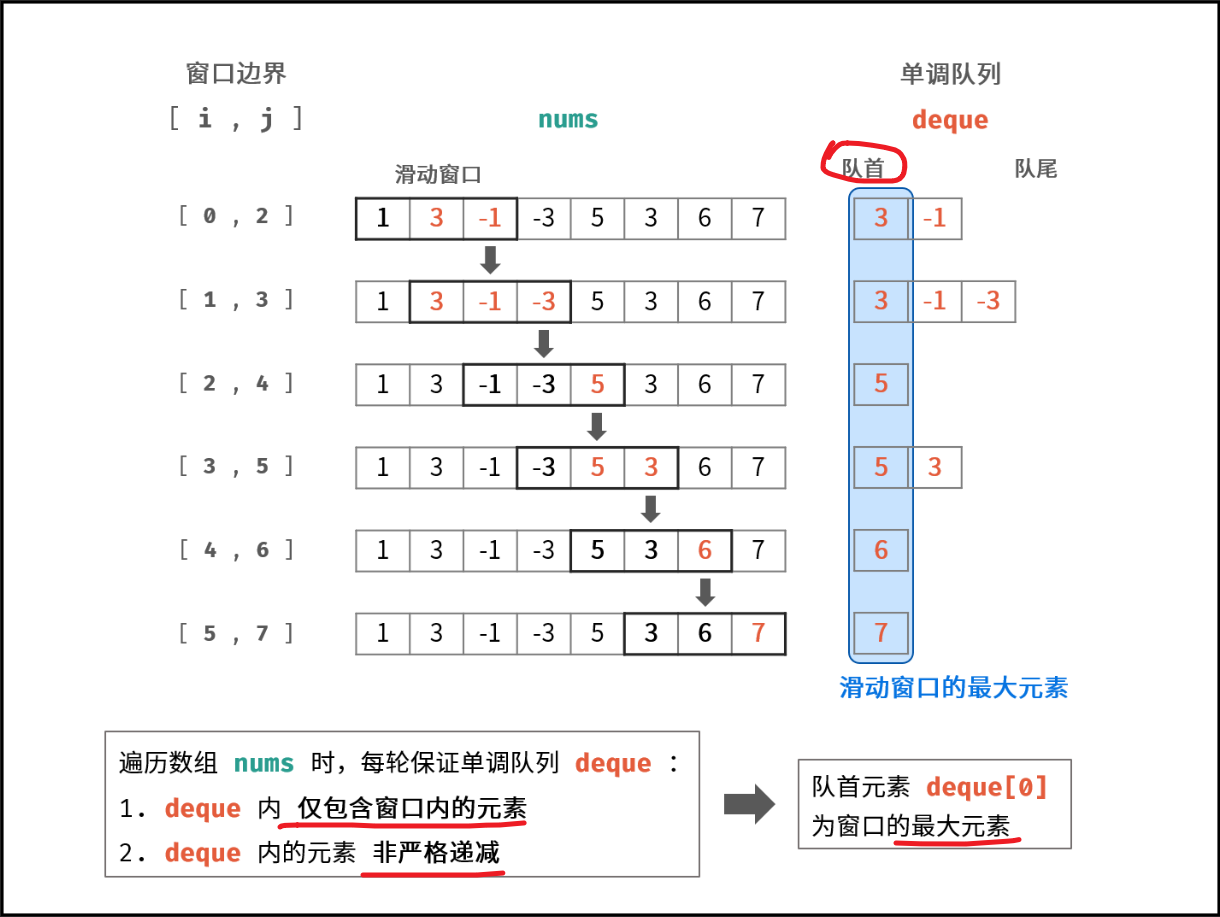 窗口边界 单调队列
[ i , j ] nums deque
滑动窗口 队首 队尾
[ 0 , 2 ] 1 3 -1 -3 5 3 6 7 3 -1
[ 1 , 3 ] 1 3 -1 -3 5 3 6 7 3 -1 -3
[ 2 , 4 ] 1 3 -1 -3 5 3 6 7 5
[ 3 , 5 ] 1 3 -1 -3 5 3 6 7 5 3
[ 4 , 6 ] 1 3 -1 -3 5 3 6 7 6
[ 5 , 7 ] 1 3 -1 -3 5 3 6 7 7
滑动窗口的最大元素
遍历数组 nums 时，每轮保证单调队列 deque ：
1. deque 内 仅包含窗口内的元素
2. deque 内的元素 非严格递减
队首元素 deque[0]
为窗口的最大元素